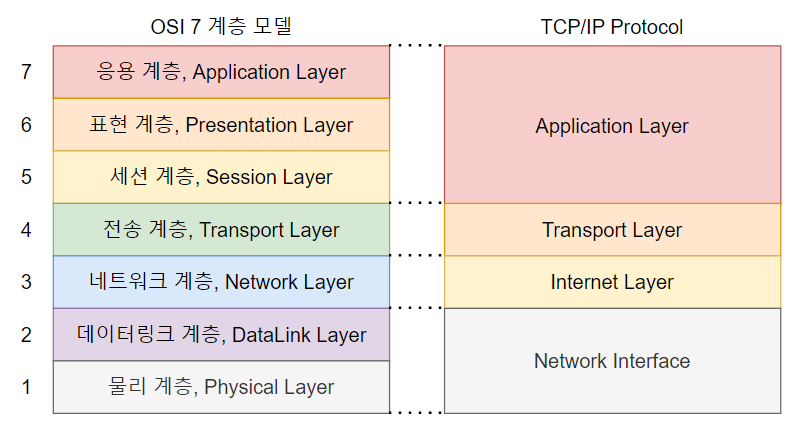 OSI 7 계층 모델
TCP/IP Protocol
7
응용 계층, Application Layer
6
표현 계층, Presentation Layer
5
세션 계층, Session Layer
4
전송 계층, Transport Layer
3
네트워크 계층, Network Layer
2
데이터링크 계층, DataLink Layer
1
물리 계층, Physical Layer
Application Layer
Transport Layer
Internet Layer
Network Interface